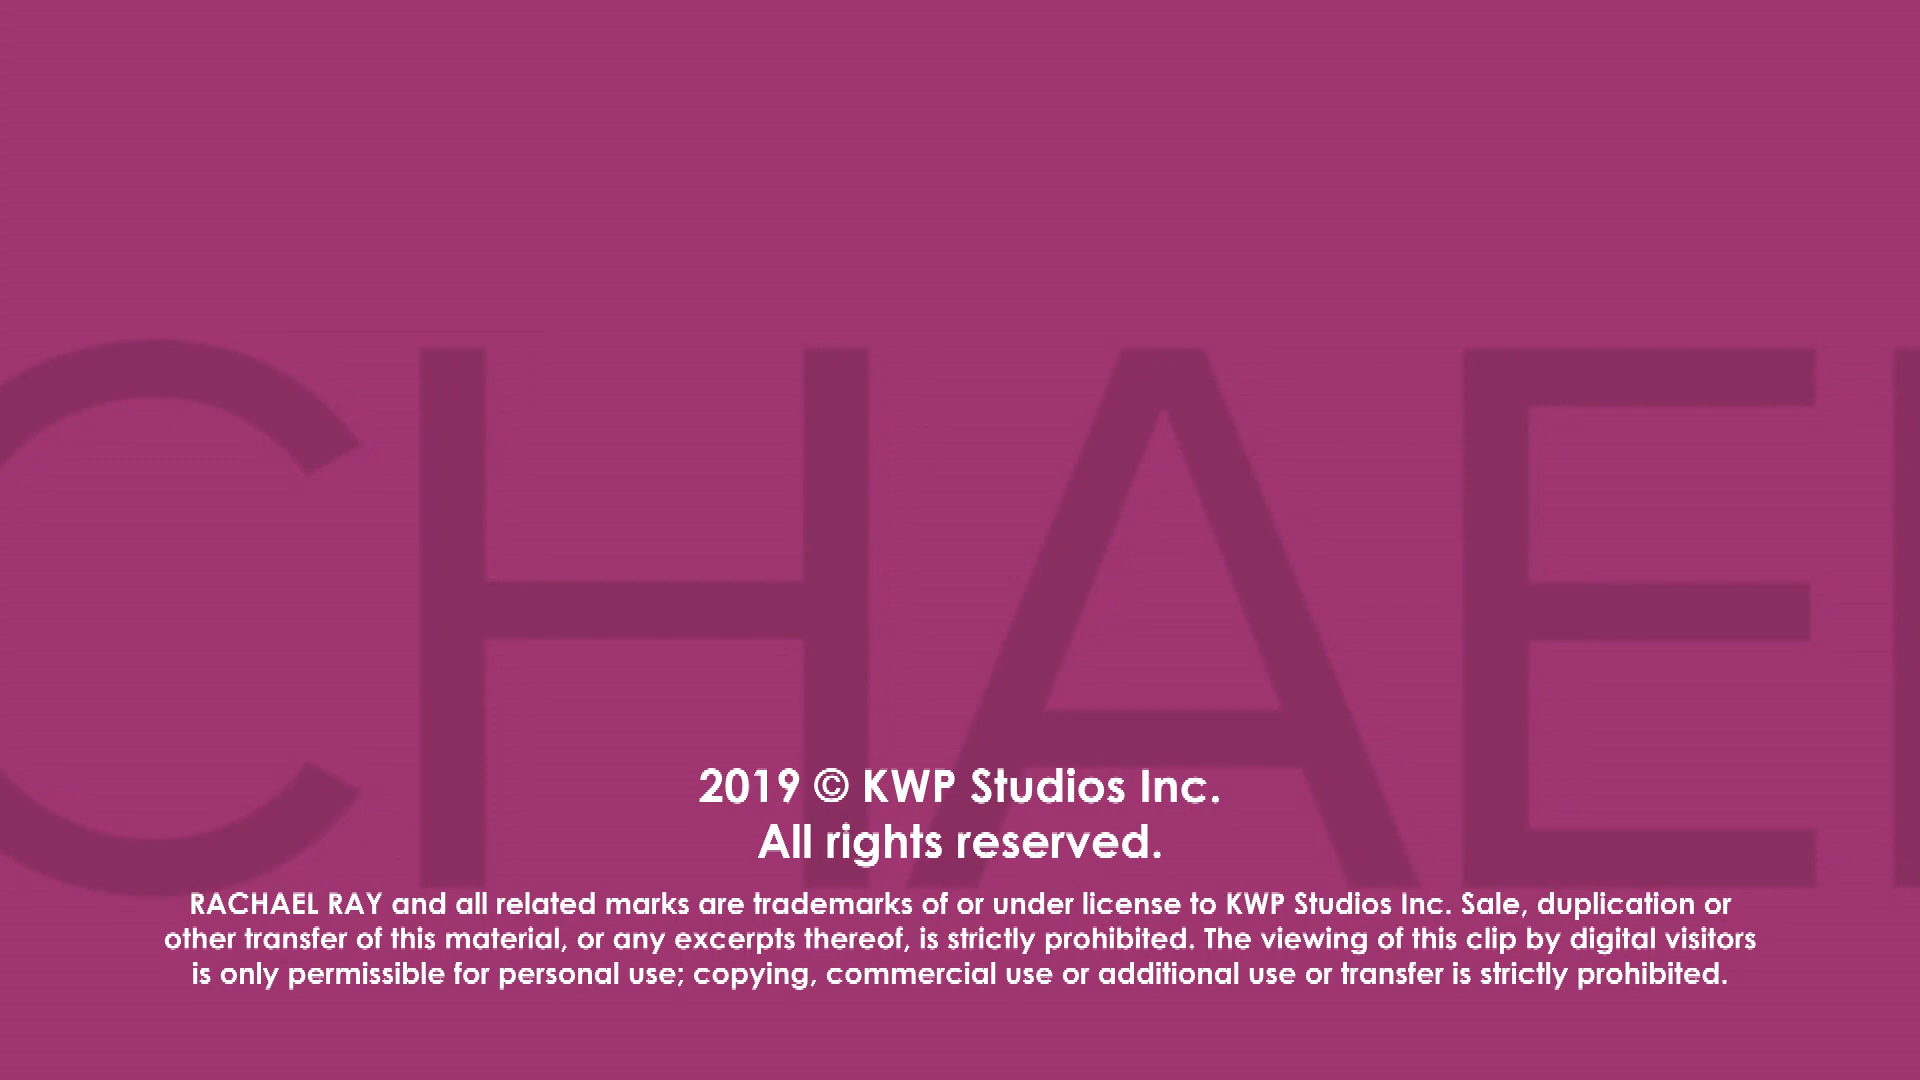 CHAE
2019 © KWP Studios Inc.
All rights reserved.
RACHAEL RAY and all related marks are trademarks of or under license to KWP Studios Inc. Sale, duplication or
other transfer of this material, or any excerpts thereof, is strictly prohibited. The viewing of this clip by digital visitors
is only permissible for personal use; copying, commercial use or additional use or transfer is strictly prohibited.